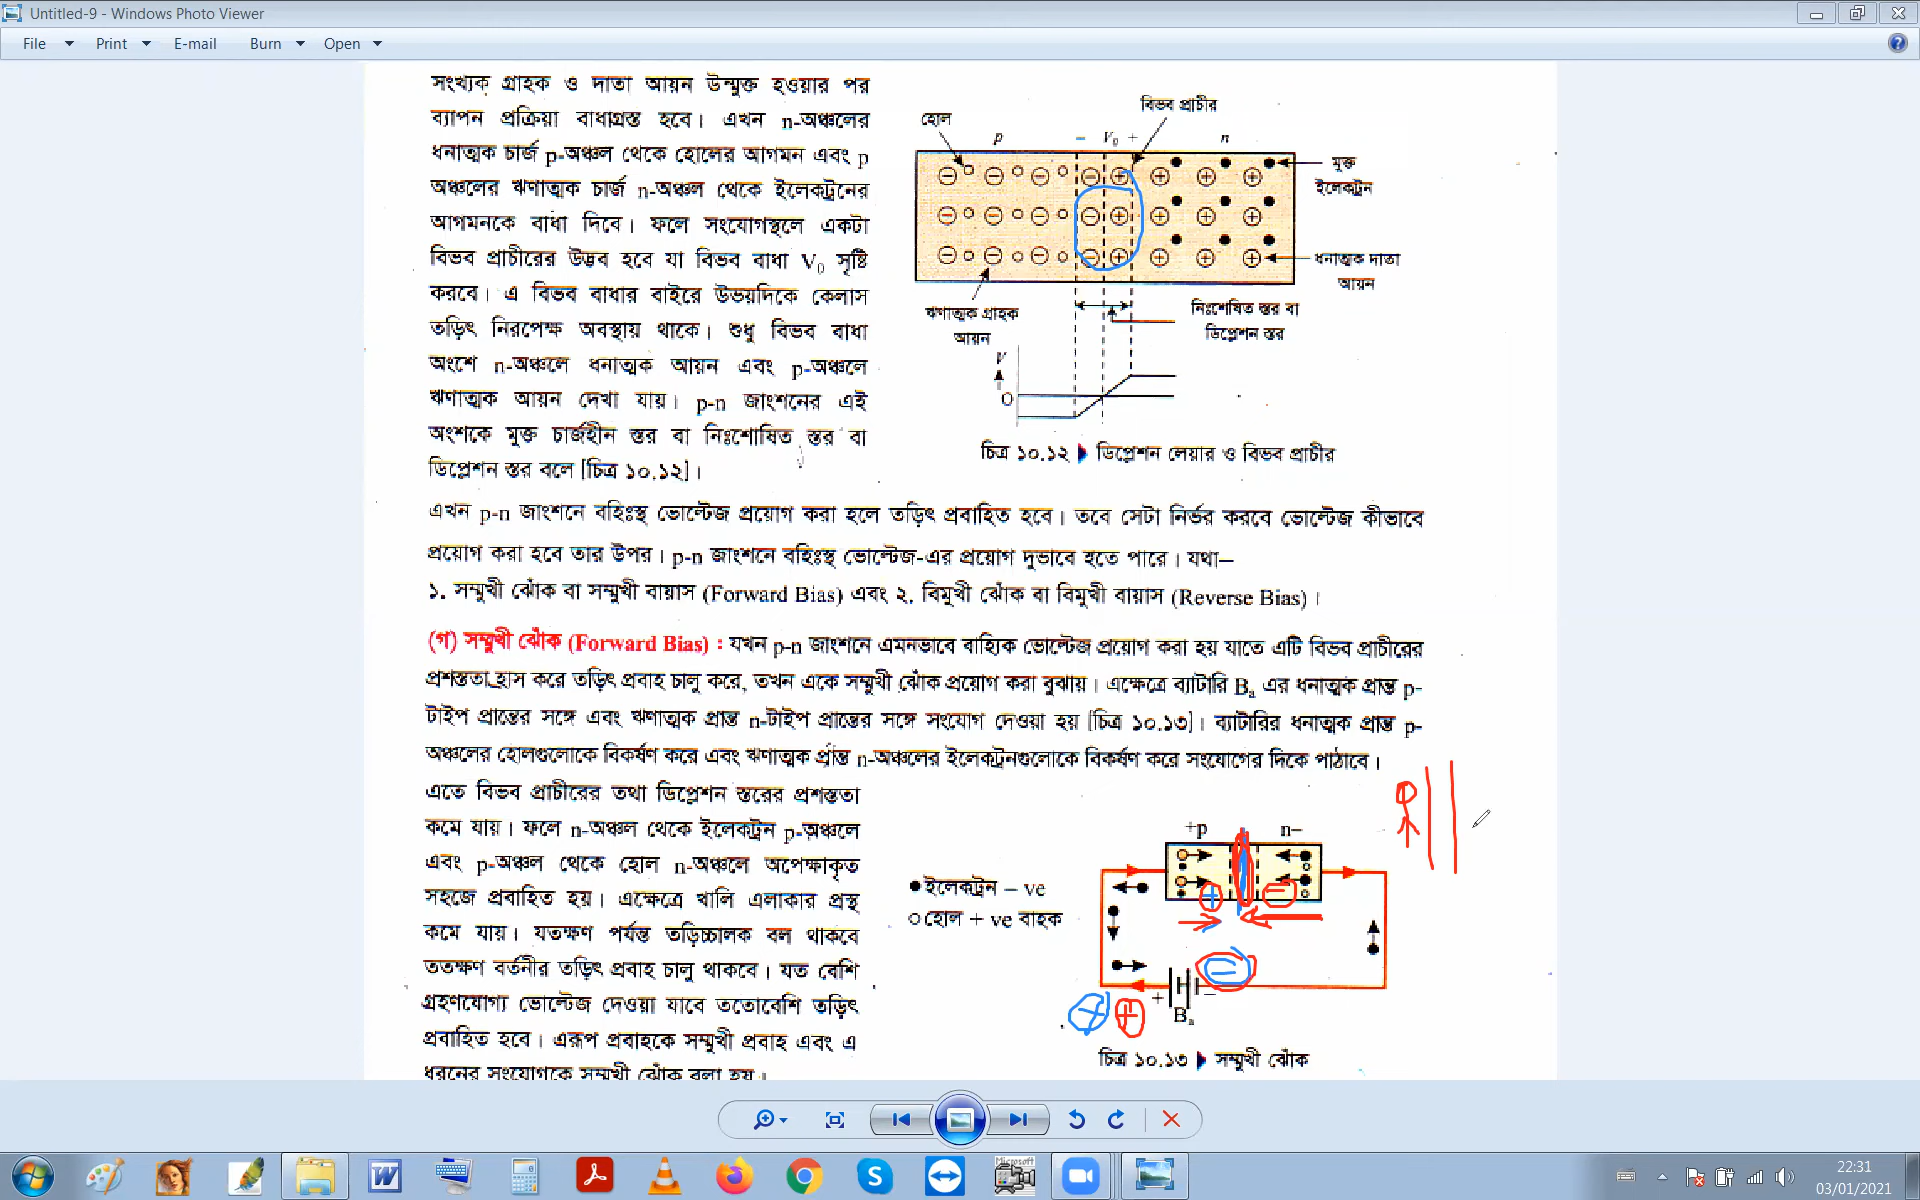 Untitled-9 - Windows Photo Viewer
File Print E-mail Burn Open
সংখ্যক গ্রাহক ও দাতা আয়ন উন্মুক্ত হওয়ার পর
ব্যাপন প্রক্রিয়া বাধাগ্রস্ত হবে। এখন n-অঞ্চলের
ধনাত্মক চার্জ p-অঞ্চল থেকে হোলের আগমন এবং p
অঞ্চলের ঋণাত্মক চার্জ n-অঞ্চল থেকে ইলেকট্রনের
আগমনকে বাধা দিবে। ফলে সংযোগস্থলে একটা
বিভব প্রাচীরের উদ্ভব হবে যা বিভব বাধা V₀ সৃষ্টি
করবে। এ বিভব বাধার বাইরে উভয়দিকে কেলাস
তড়িৎ নিরপেক্ষ অবস্থায় থাকে। শুধু বিভব বাধা
অংশে n-অঞ্চলে ধনাত্মক আয়ন এবং p-অঞ্চলে
ঋণাত্মক আয়ন দেখা যায়। p-n জাংশনের এই
অংশকে মুক্ত চার্জহীন স্তর বা নিঃশেষিত স্তর বা
ডিপ্লেশন স্তর বলে [চিত্র ১০.১২]।
বিভব প্রাচীর
হোল
p − V₀ + n
মুক্ত
ইলেকট্রন
ধনাত্মক দাতা
আয়ন
ঋণাত্মক গ্রাহক
আয়ন
নিঃশেষিত স্তর বা
ডিপ্লেশন স্তর
V
O
চিত্র ১০.১২ ডিপ্লেশন লেয়ার ও বিভব প্রাচীর
এখন p-n জাংশনে বহিঃস্থ ভোল্টেজ প্রয়োগ করা হলে তড়িৎ প্রবাহিত হবে। তবে সেটা নির্ভর করবে ভোল্টেজ কীভাবে
প্রয়োগ করা হবে তার উপর। p-n জাংশনে বহিঃস্থ ভোল্টেজ-এর প্রয়োগ দুভাবে হতে পারে। যথা–
১. সম্মুখী ঝোঁক বা সম্মুখী বায়াস (Forward Bias) এবং ২. বিমুখী ঝোঁক বা বিমুখী বায়াস (Reverse Bias)।
(গ) সম্মুখী ঝোঁক (Forward Bias) : যখন p-n জাংশনে এমনভাবে বাহ্যিক ভোল্টেজ প্রয়োগ করা হয় যাতে এটি বিভব প্রাচীরের
প্রশস্ততা হ্রাস করে তড়িৎ প্রবাহ চালু করে, তখন একে সম্মুখী ঝোঁক প্রয়োগ করা বুঝায়। এক্ষেত্রে ব্যাটারি Bₐ এর ধনাত্মক প্রান্ত p-
টাইপ প্রান্তের সঙ্গে এবং ঋণাত্মক প্রান্ত n-টাইপ প্রান্তের সঙ্গে সংযোগ দেওয়া হয় [চিত্র ১০.১৩]। ব্যাটারির ধনাত্মক প্রান্ত p-
অঞ্চলের হোলগুলোকে বিকর্ষণ করে এবং ঋণাত্মক প্রান্ত n-অঞ্চলের ইলেকট্রনগুলোকে বিকর্ষণ করে সংযোগের দিকে পাঠাবে।
এতে বিভব প্রাচীরের তথা ডিপ্লেশন স্তরের প্রশস্ততা
কমে যায়। ফলে n-অঞ্চল থেকে ইলেকট্রন p-অঞ্চলে
এবং p-অঞ্চল থেকে হোল n-অঞ্চলে অপেক্ষাকৃত
সহজে প্রবাহিত হয়। এক্ষেত্রে খালি এলাকার প্রস্থ
কমে যায়। যতক্ষণ পর্যন্ত তড়িচ্চালক বল থাকবে
ততক্ষণ বর্তনীর তড়িৎ প্রবাহ চালু থাকবে। যত বেশি
গ্রহণযোগ্য ভোল্টেজ দেওয়া যাবে ততোবেশি তড়িৎ
প্রবাহিত হবে। এরূপ প্রবাহকে সম্মুখী প্রবাহ এবং এ
ধরনের সংযোগকে সম্মুখী ঝোঁক বলা হয়।
+p n−
ইলেকট্রন – ve
হোল + ve বাহক
+ −
Bₐ
চিত্র ১০.১৩ সম্মুখী ঝোঁক
22:31
03/01/2021